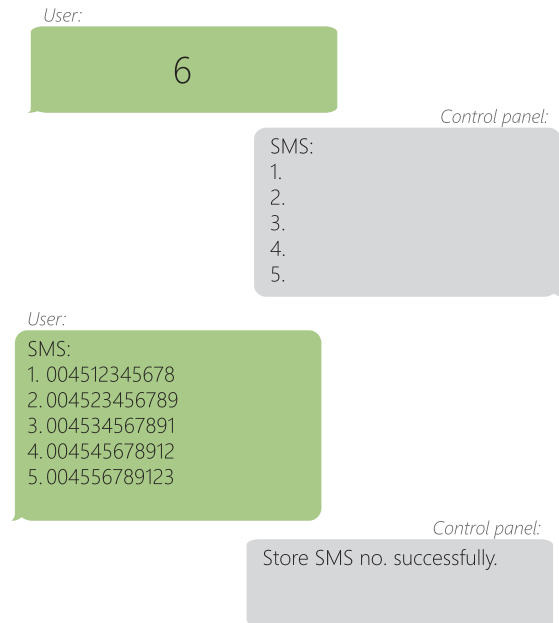 User:
6
Control panel:
SMS:
1.
2.
3.
4.
5.
User:
SMS:
1. 004512345678
2. 004523456789
3. 004534567891
4. 004545678912
5. 004556789123
Control panel:
Store SMS no. successfully.